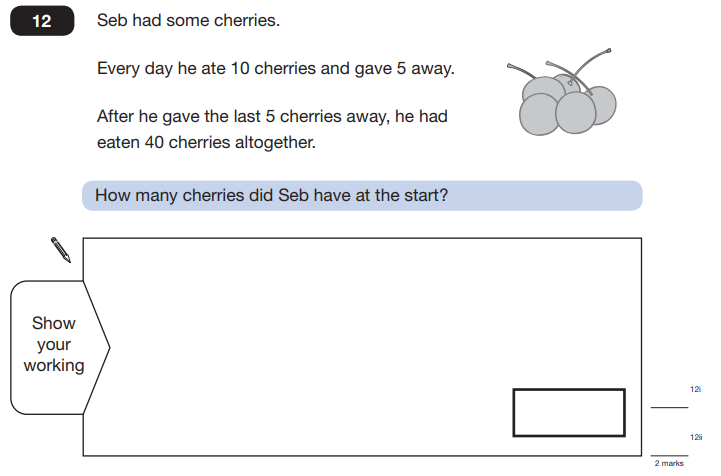 12
Seb had some cherries.
Every day he ate 10 cherries and gave 5 away.
After he gave the last 5 cherries away, he had
eaten 40 cherries altogether.
How many cherries did Seb have at the start?
Show
your
working
12i
12ii
2 marks